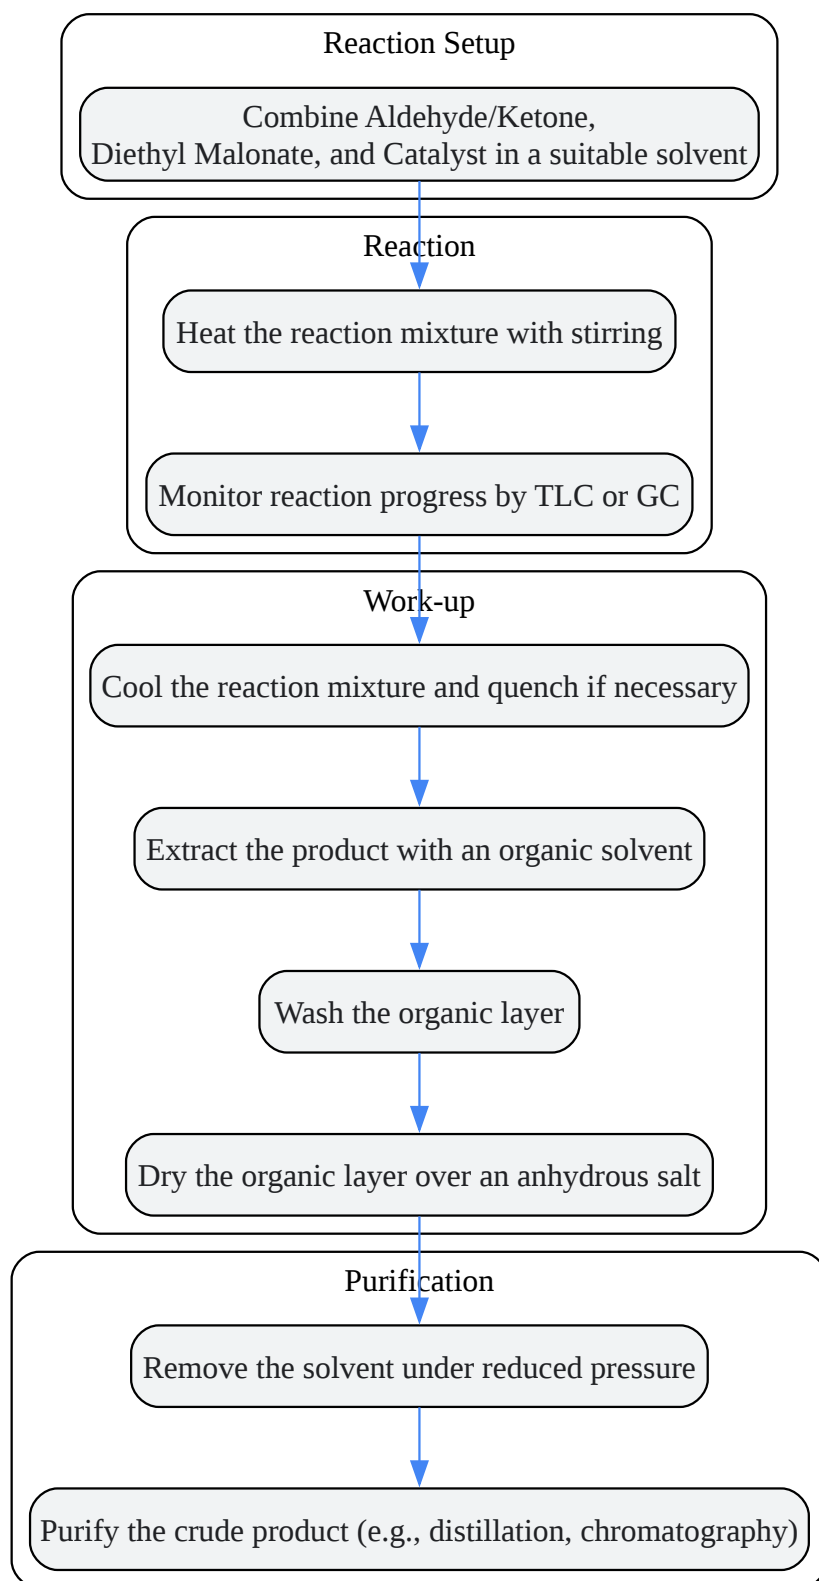 Reaction Setup
Combine Aldehyde/Ketone,
Diethyl Malonate, and Catalyst in a suitable solvent
Reaction
Heat the reaction mixture with stirring
Monitor reaction progress by TLC or GC
Work-up
Cool the reaction mixture and quench if necessary
Extract the product with an organic solvent
Wash the organic layer
Dry the organic layer over an anhydrous salt
Purification
Remove the solvent under reduced pressure
Purify the crude product (e.g., distillation, chromatography)